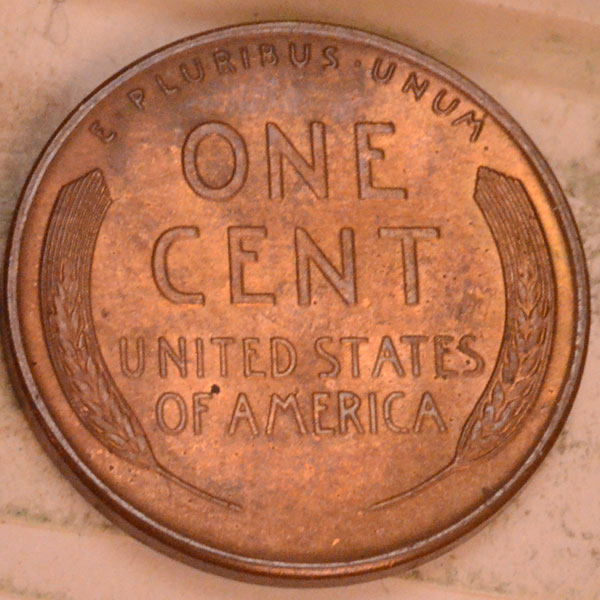 E·PLURIBUS·UNUM
ONE
CENT
UNITED STATES
OF AMERICA